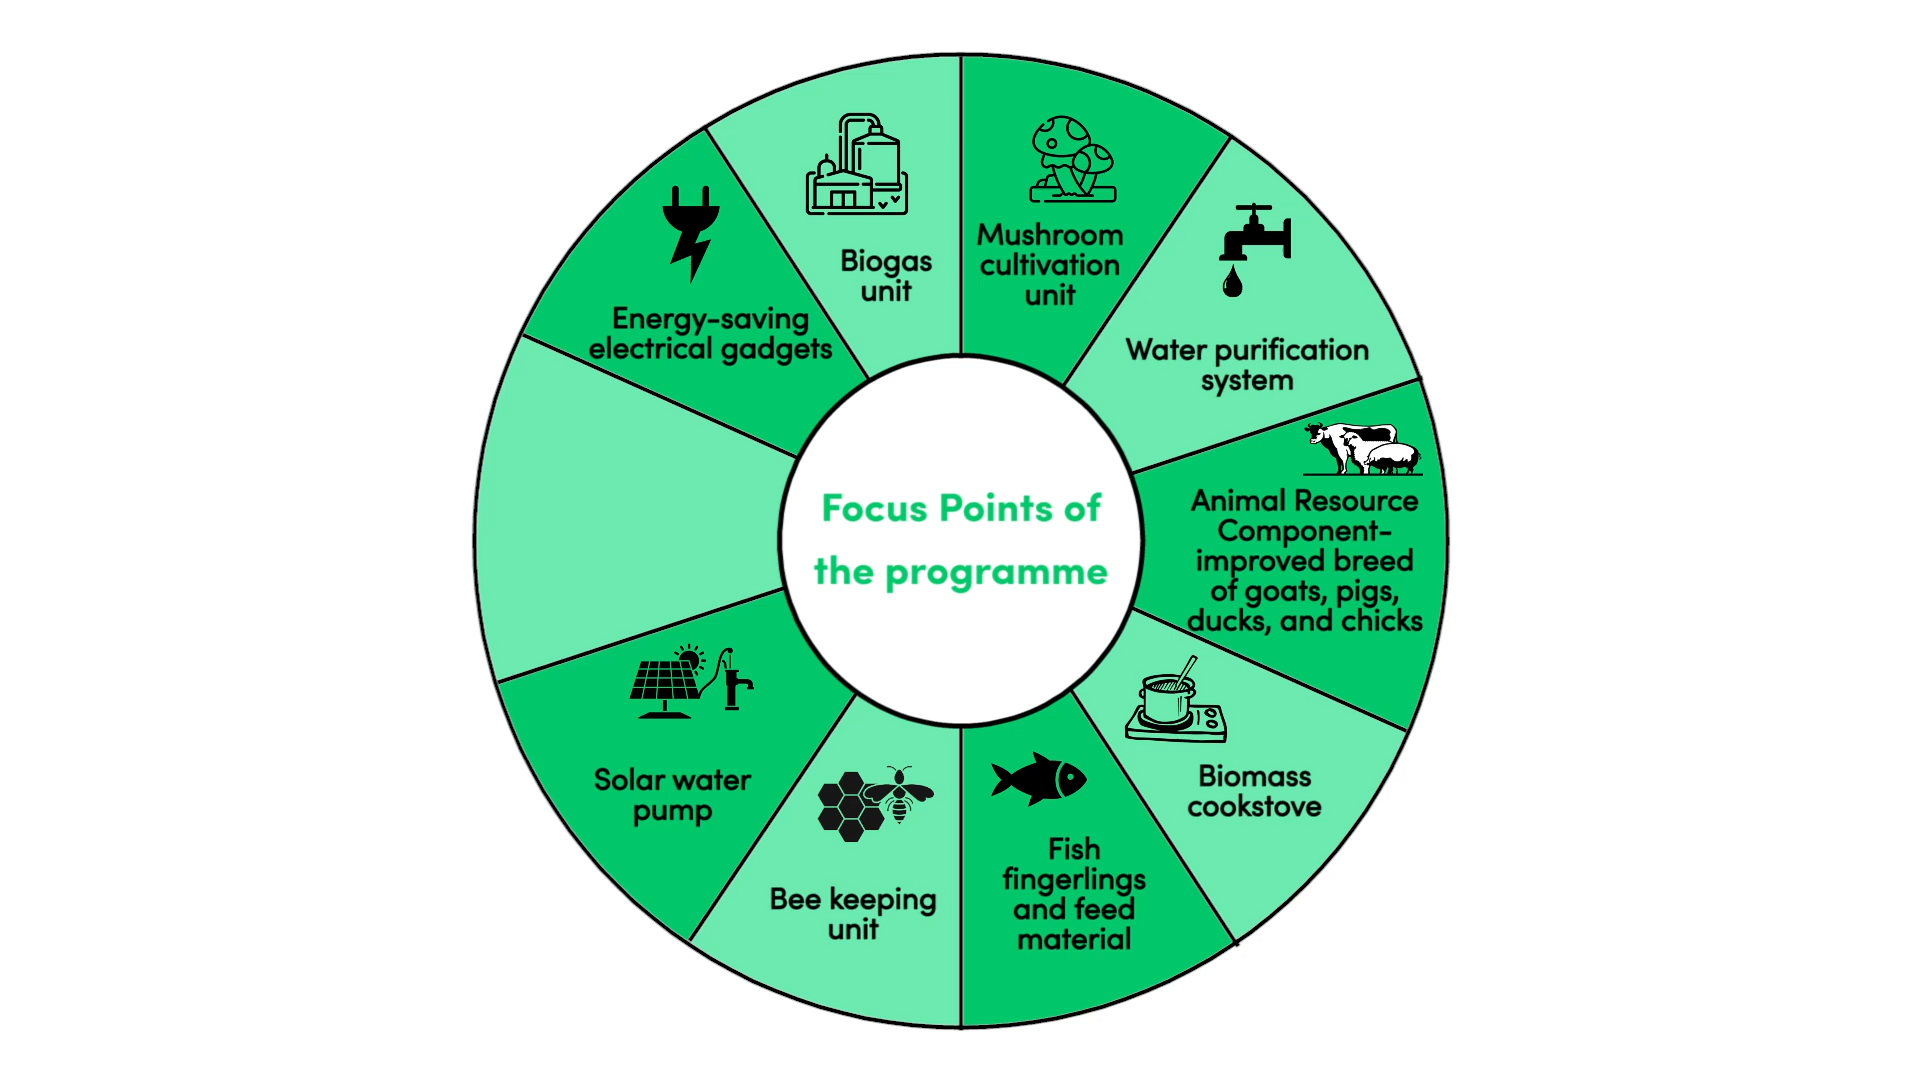 Focus Points of
the programme
Mushroom
cultivation
unit
Water purification
system
Animal Resource
Component-
improved breed
of goats, pigs,
ducks, and chicks
Biomass
cookstove
Fish
fingerlings
and feed
material
Bee keeping
unit
Solar water
pump
Energy-saving
electrical gadgets
Biogas
unit